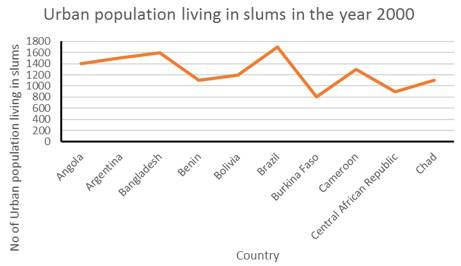 Urban population living in slums in the year 2000
No of Urban population living in slums
1800
1600
1400
1200
1000
800
600
400
200
0
Angola
Argentina
Bangladesh
Benin
Bolivia
Brazil
Burkina Faso
Cameroon
Central African Republic
Chad
Country